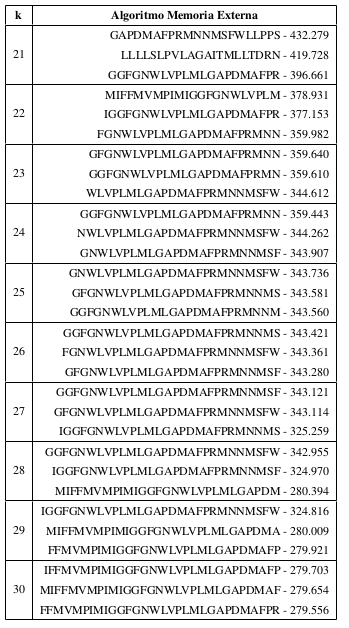 k Algoritmo Memoria Externa
21
GAPDMAFPRMNNMSFWLLPPS - 432.279
LLLLSLPVLAGAITMLLTDRN - 419.728
GGFGNWLVPLMLGAPDMAFPR - 396.661
22
MIFFMVMPIMIGGFGNWLVPLM - 378.931
IGGFGNWLVPLMLGAPDMAFPR - 377.153
FGNWLVPLMLGAPDMAFPRMNN - 359.982
23
GFGNWLVPLMLGAPDMAFPRMNN - 359.640
GGFGNWLVPLMLGAPDMAFPRMN - 359.610
WLVPLMLGAPDMAFPRMNNMSFW - 344.612
24
GGFGNWLVPLMLGAPDMAFPRMNN - 359.443
NWLVPLMLGAPDMAFPRMNNMSFW - 344.262
GNWLVPLMLGAPDMAFPRMNNMSF - 343.907
25
GNWLVPLMLGAPDMAFPRMNNMSFW - 343.736
GFGNWLVPLMLGAPDMAFPRMNNMS - 343.581
GGFGNWLVPLMLGAPDMAFPRMNNM - 343.560
26
GGFGNWLVPLMLGAPDMAFPRMNNMS - 343.421
FGNWLVPLMLGAPDMAFPRMNNMSFW - 343.361
GFGNWLVPLMLGAPDMAFPRMNNMSF - 343.280
27
GGFGNWLVPLMLGAPDMAFPRMNNMSF - 343.121
GFGNWLVPLMLGAPDMAFPRMNNMSFW - 343.114
IGGFGNWLVPLMLGAPDMAFPRMNNMS - 325.259
28
GGFGNWLVPLMLGAPDMAFPRMNNMSFW - 342.955
IGGFGNWLVPLMLGAPDMAFPRMNNMSF - 324.970
MIFFMVMPIMIGGFGNWLVPLMLGAPDM - 280.394
29
IGGFGNWLVPLMLGAPDMAFPRMNNMSFW - 324.816
MIFFMVMPIMIGGFGNWLVPLMLGAPDMA - 280.009
FFMVMPIMIGGFGNWLVPLMLGAPDMAFP - 279.921
30
IFFMVMPIMIGGFGNWLVPLMLGAPDMAFP - 279.703
MIFFMVMPIMIGGFGNWLVPLMLGAPDMAF - 279.654
FFMVMPIMIGGFGNWLVPLMLGAPDMAFPR - 279.556